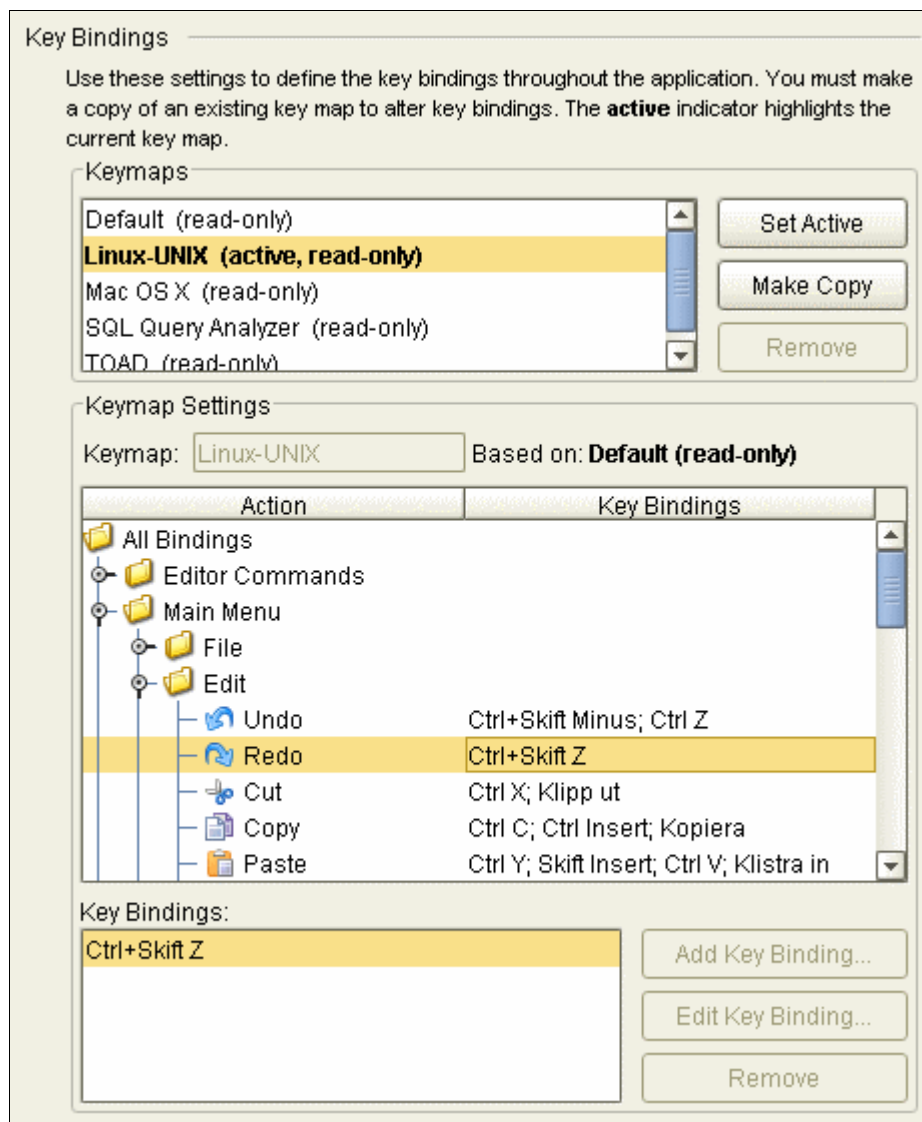 Key Bindings
Use these settings to define the key bindings throughout the application. You must make
a copy of an existing key map to alter key bindings. The active indicator highlights the
current key map.
Keymaps
Default (read-only)
Linux-UNIX (active, read-only)
Mac OS X (read-only)
SQL Query Analyzer (read-only)
TOAD (read-only)
Set Active
Make Copy
Remove
Keymap Settings
Keymap: Linux-UNIX Based on: Default (read-only)
Action Key Bindings
All Bindings
Editor Commands
Main Menu
File
Edit
Undo Ctrl+Skift Minus; Ctrl Z
Redo Ctrl+Skift Z
Cut Ctrl X; Klipp ut
Copy Ctrl C; Ctrl Insert; Kopiera
Paste Ctrl Y; Skift Insert; Ctrl V; Klistra in
Key Bindings:
Ctrl+Skift Z
Add Key Binding...
Edit Key Binding...
Remove